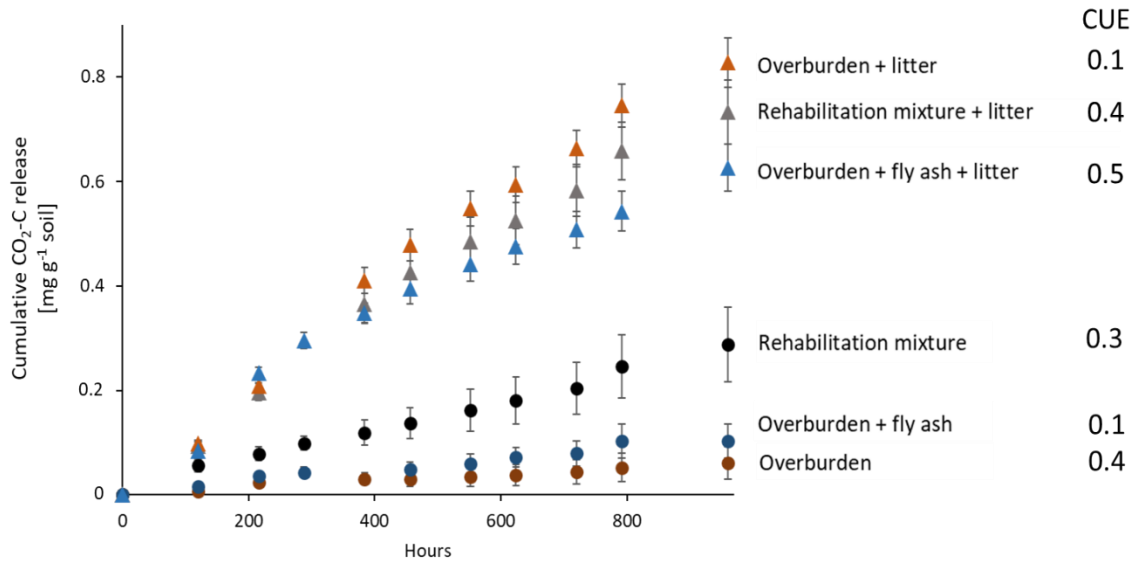 CUE
Overburden + litter 0.1
Rehabilitation mixture + litter 0.4
Overburden + fly ash + litter 0.5
Rehabilitation mixture 0.3
Overburden + fly ash 0.1
Overburden 0.4
Cumulative CO₂-C release
[mg g⁻¹ soil]
0.8
0.6
0.4
0.2
0
0 200 400 600 800
Hours